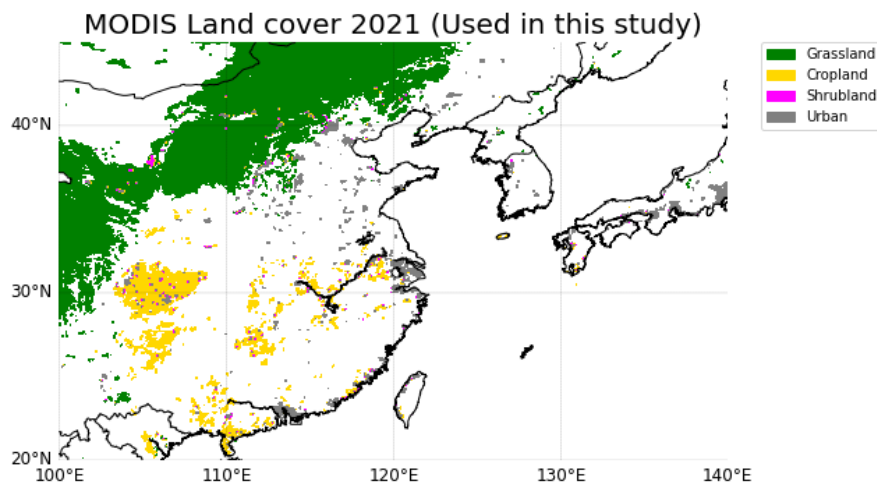 MODIS Land cover 2021 (Used in this study)
Grassland
Cropland
Shrubland
Urban
40°N
30°N
20°N
100°E 110°E 120°E 130°E 140°E